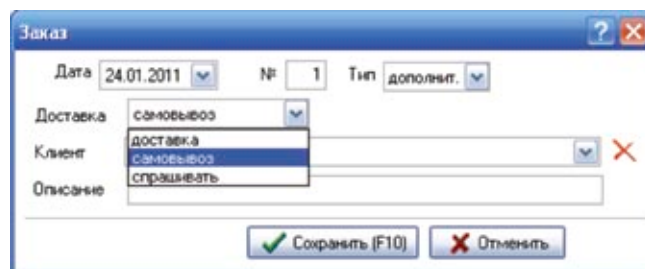 Заказ
Дата 24.01.2011 № 1 Тип дополнит.
Доставка самовывоз
доставка
Клиент самовывоз
спрашивать
Описание
Сохранить (F10) Отменить